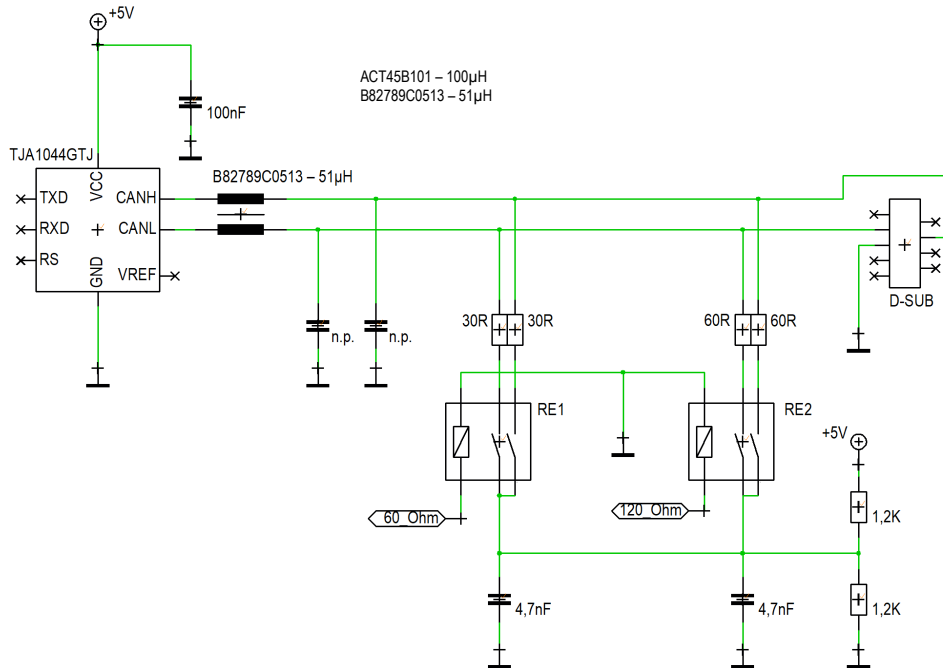 +5V
ACT45B101 – 100µH
B82789C0513 – 51µH
100nF
TJA1044GTJ
B82789C0513 – 51µH
TXD
VCC
CANH
RXD
CANL
RS
GND
VREF
D-SUB
n.p.
n.p.
30R
30R
60R
60R
RE1
RE2
+5V
60_Ohm
120_Ohm
1,2K
4,7nF
4,7nF
1,2K